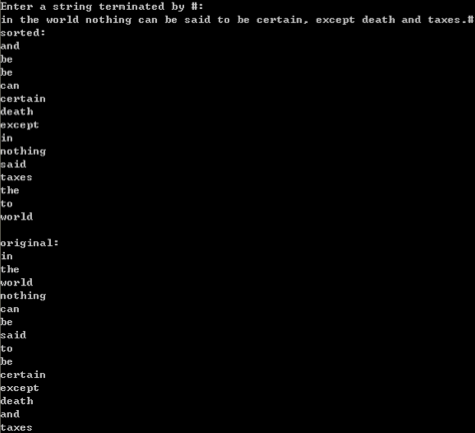 Enter a string terminated by #:
in the world nothing can be said to be certain, except death and taxes.#
sorted:
and
be
be
can
certain
death
except
in
nothing
said
taxes
the
to
world
original:
in
the
world
nothing
can
be
said
to
be
certain
except
death
and
taxes